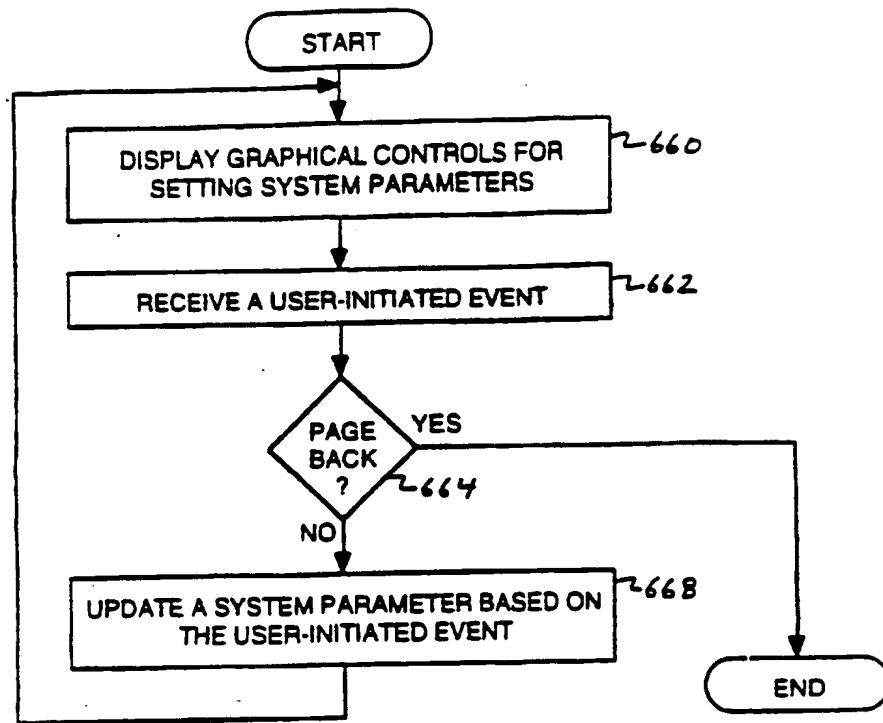 START
DISPLAY GRAPHICAL CONTROLS FOR
SETTING SYSTEM PARAMETERS
660
RECEIVE A USER-INITIATED EVENT
662
PAGE
BACK
?
YES
664
NO
UPDATE A SYSTEM PARAMETER BASED ON
THE USER-INITIATED EVENT
668
END